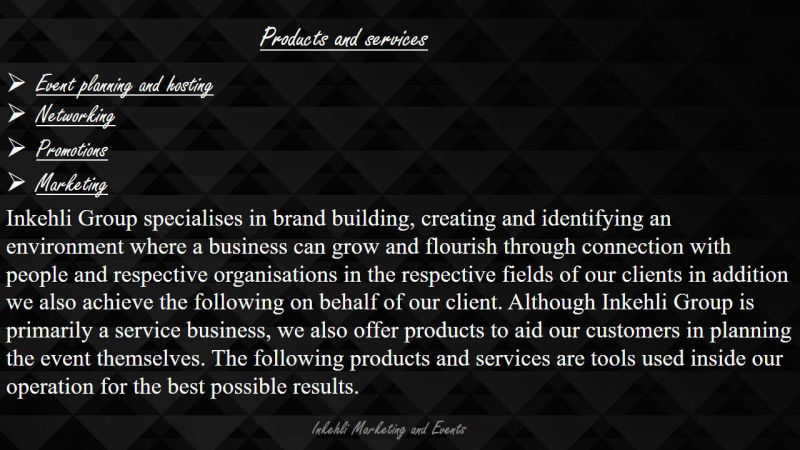 Products and services
➢ Event planning and hosting
➢ Networking
➢ Promotions
➢ Marketing
Inkehli Group specialises in brand building, creating and identifying an
environment where a business can grow and flourish through connection with
people and respective organisations in the respective fields of our clients in addition
we also achieve the following on behalf of our client. Although Inkehli Group is
primarily a service business, we also offer products to aid our customers in planning
the event themselves. The following products and services are tools used inside our
operation for the best possible results.
Inkehli Marketing and Events